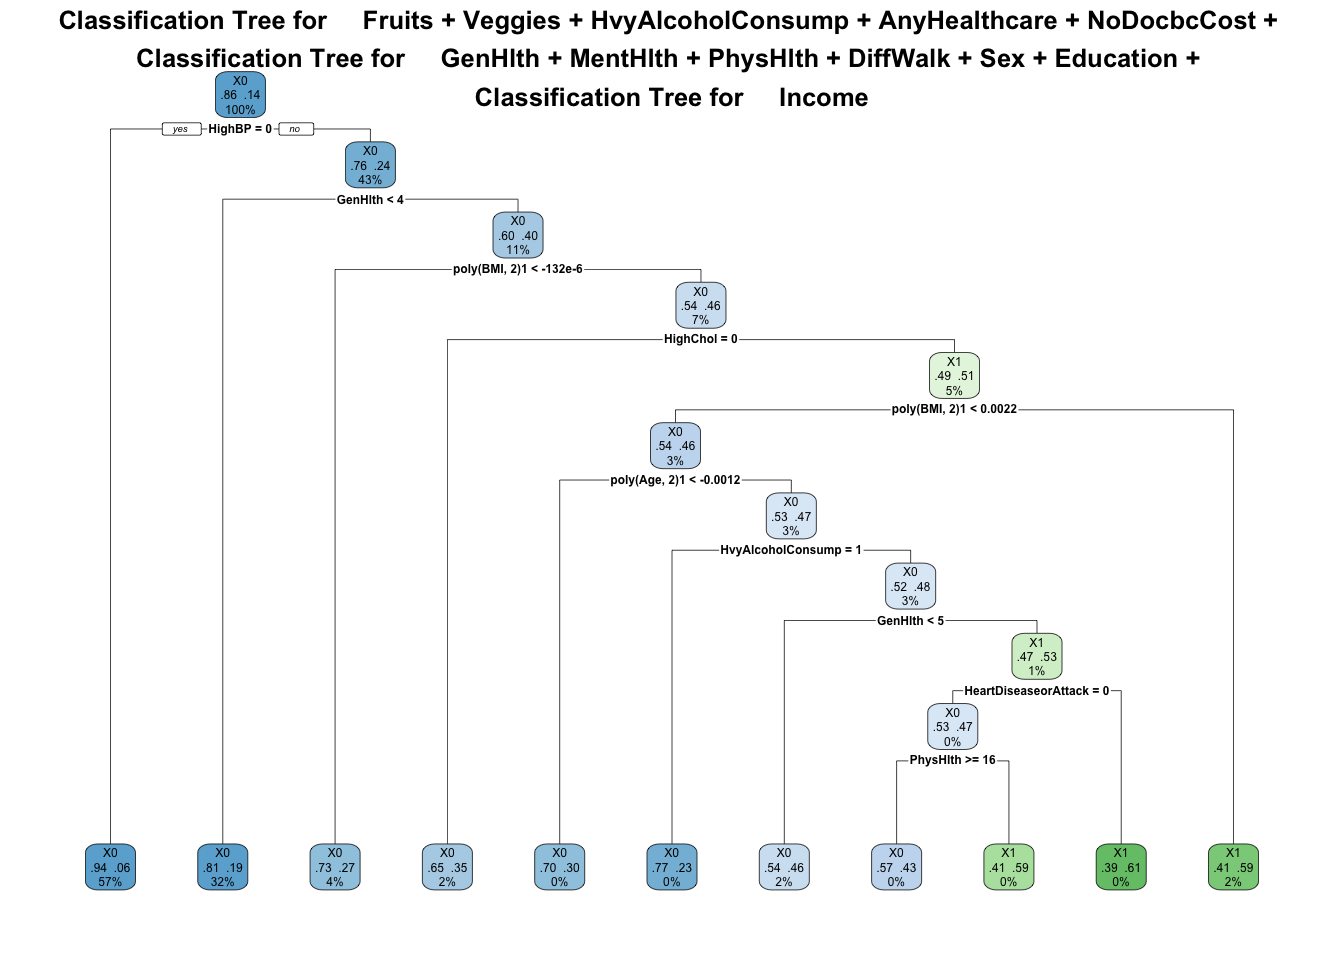 Classification Tree for Fruits + Veggies + HvyAlcoholConsump + AnyHealthcare + NoDocbcCost +
Classification Tree for GenHlth + MentHlth + PhysHlth + DiffWalk + Sex + Education +
Classification Tree for Income
X0
.86 .14
100%
yes HighBP = 0 no
X0
.76 .24
43%
GenHlth < 4
X0
.60 .40
11%
poly(BMI, 2)1 < -132e-6
X0
.54 .46
7%
HighChol = 0
X1
.49 .51
5%
poly(BMI, 2)1 < 0.0022
X0
.54 .46
3%
poly(Age, 2)1 < -0.0012
X0
.53 .47
3%
HvyAlcoholConsump = 1
X0
.52 .48
3%
GenHlth < 5
X1
.47 .53
1%
HeartDiseaseorAttack = 0
X0
.53 .47
0%
PhysHlth >= 16
X0 X0 X0 X0 X0 X0 X0 X0 X1 X1 X1
.94 .06 .81 .19 .73 .27 .65 .35 .70 .30 .77 .23 .54 .46 .57 .43 .41 .59 .39 .61 .41 .59
57% 32% 4% 2% 0% 0% 2% 0% 0% 0% 2%